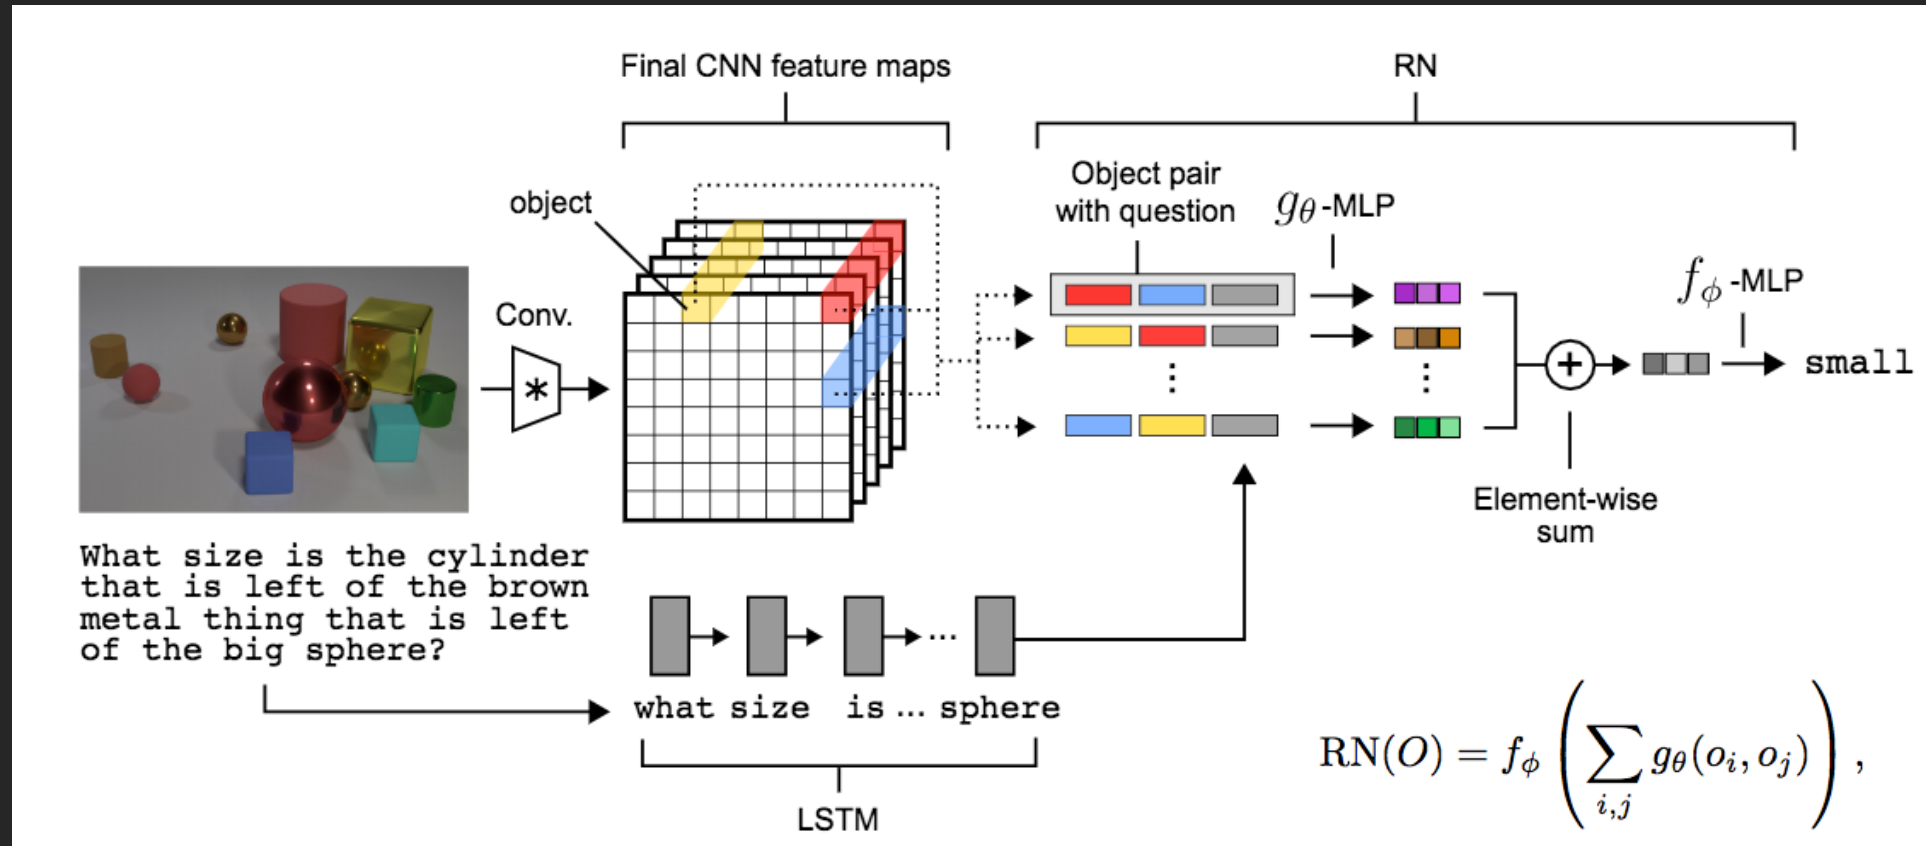 Final CNN feature maps
RN
object
Object pair
with question
gθ-MLP
fϕ-MLP
Conv.
*
small
+
Element-wise
sum
What size is the cylinder
that is left of the brown
metal thing that is left
of the big sphere?
...
what size is ... sphere
LSTM
RN(O) = fϕ ( ∑i,j gθ(oi, oj) ) ,